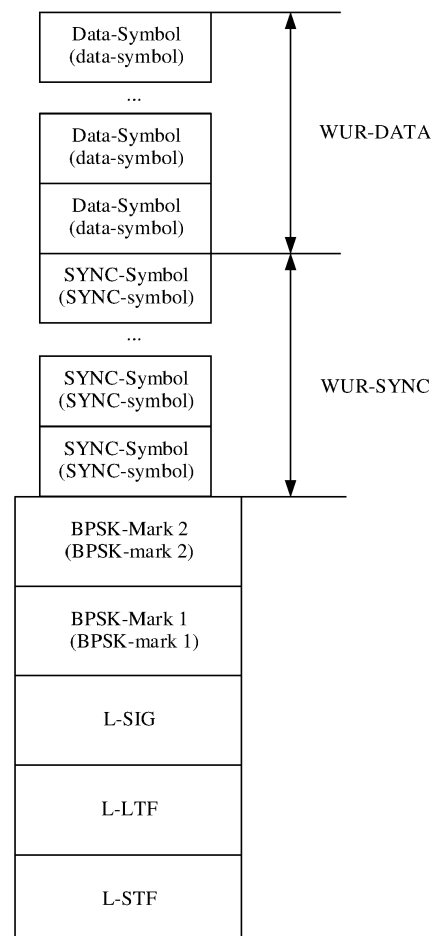 Data-Symbol
(data-symbol)
...
Data-Symbol
(data-symbol)
WUR-DATA
Data-Symbol
(data-symbol)
SYNC-Symbol
(SYNC-symbol)
...
SYNC-Symbol
(SYNC-symbol)
WUR-SYNC
SYNC-Symbol
(SYNC-symbol)
BPSK-Mark 2
(BPSK-mark 2)
BPSK-Mark 1
(BPSK-mark 1)
L-SIG
L-LTF
L-STF